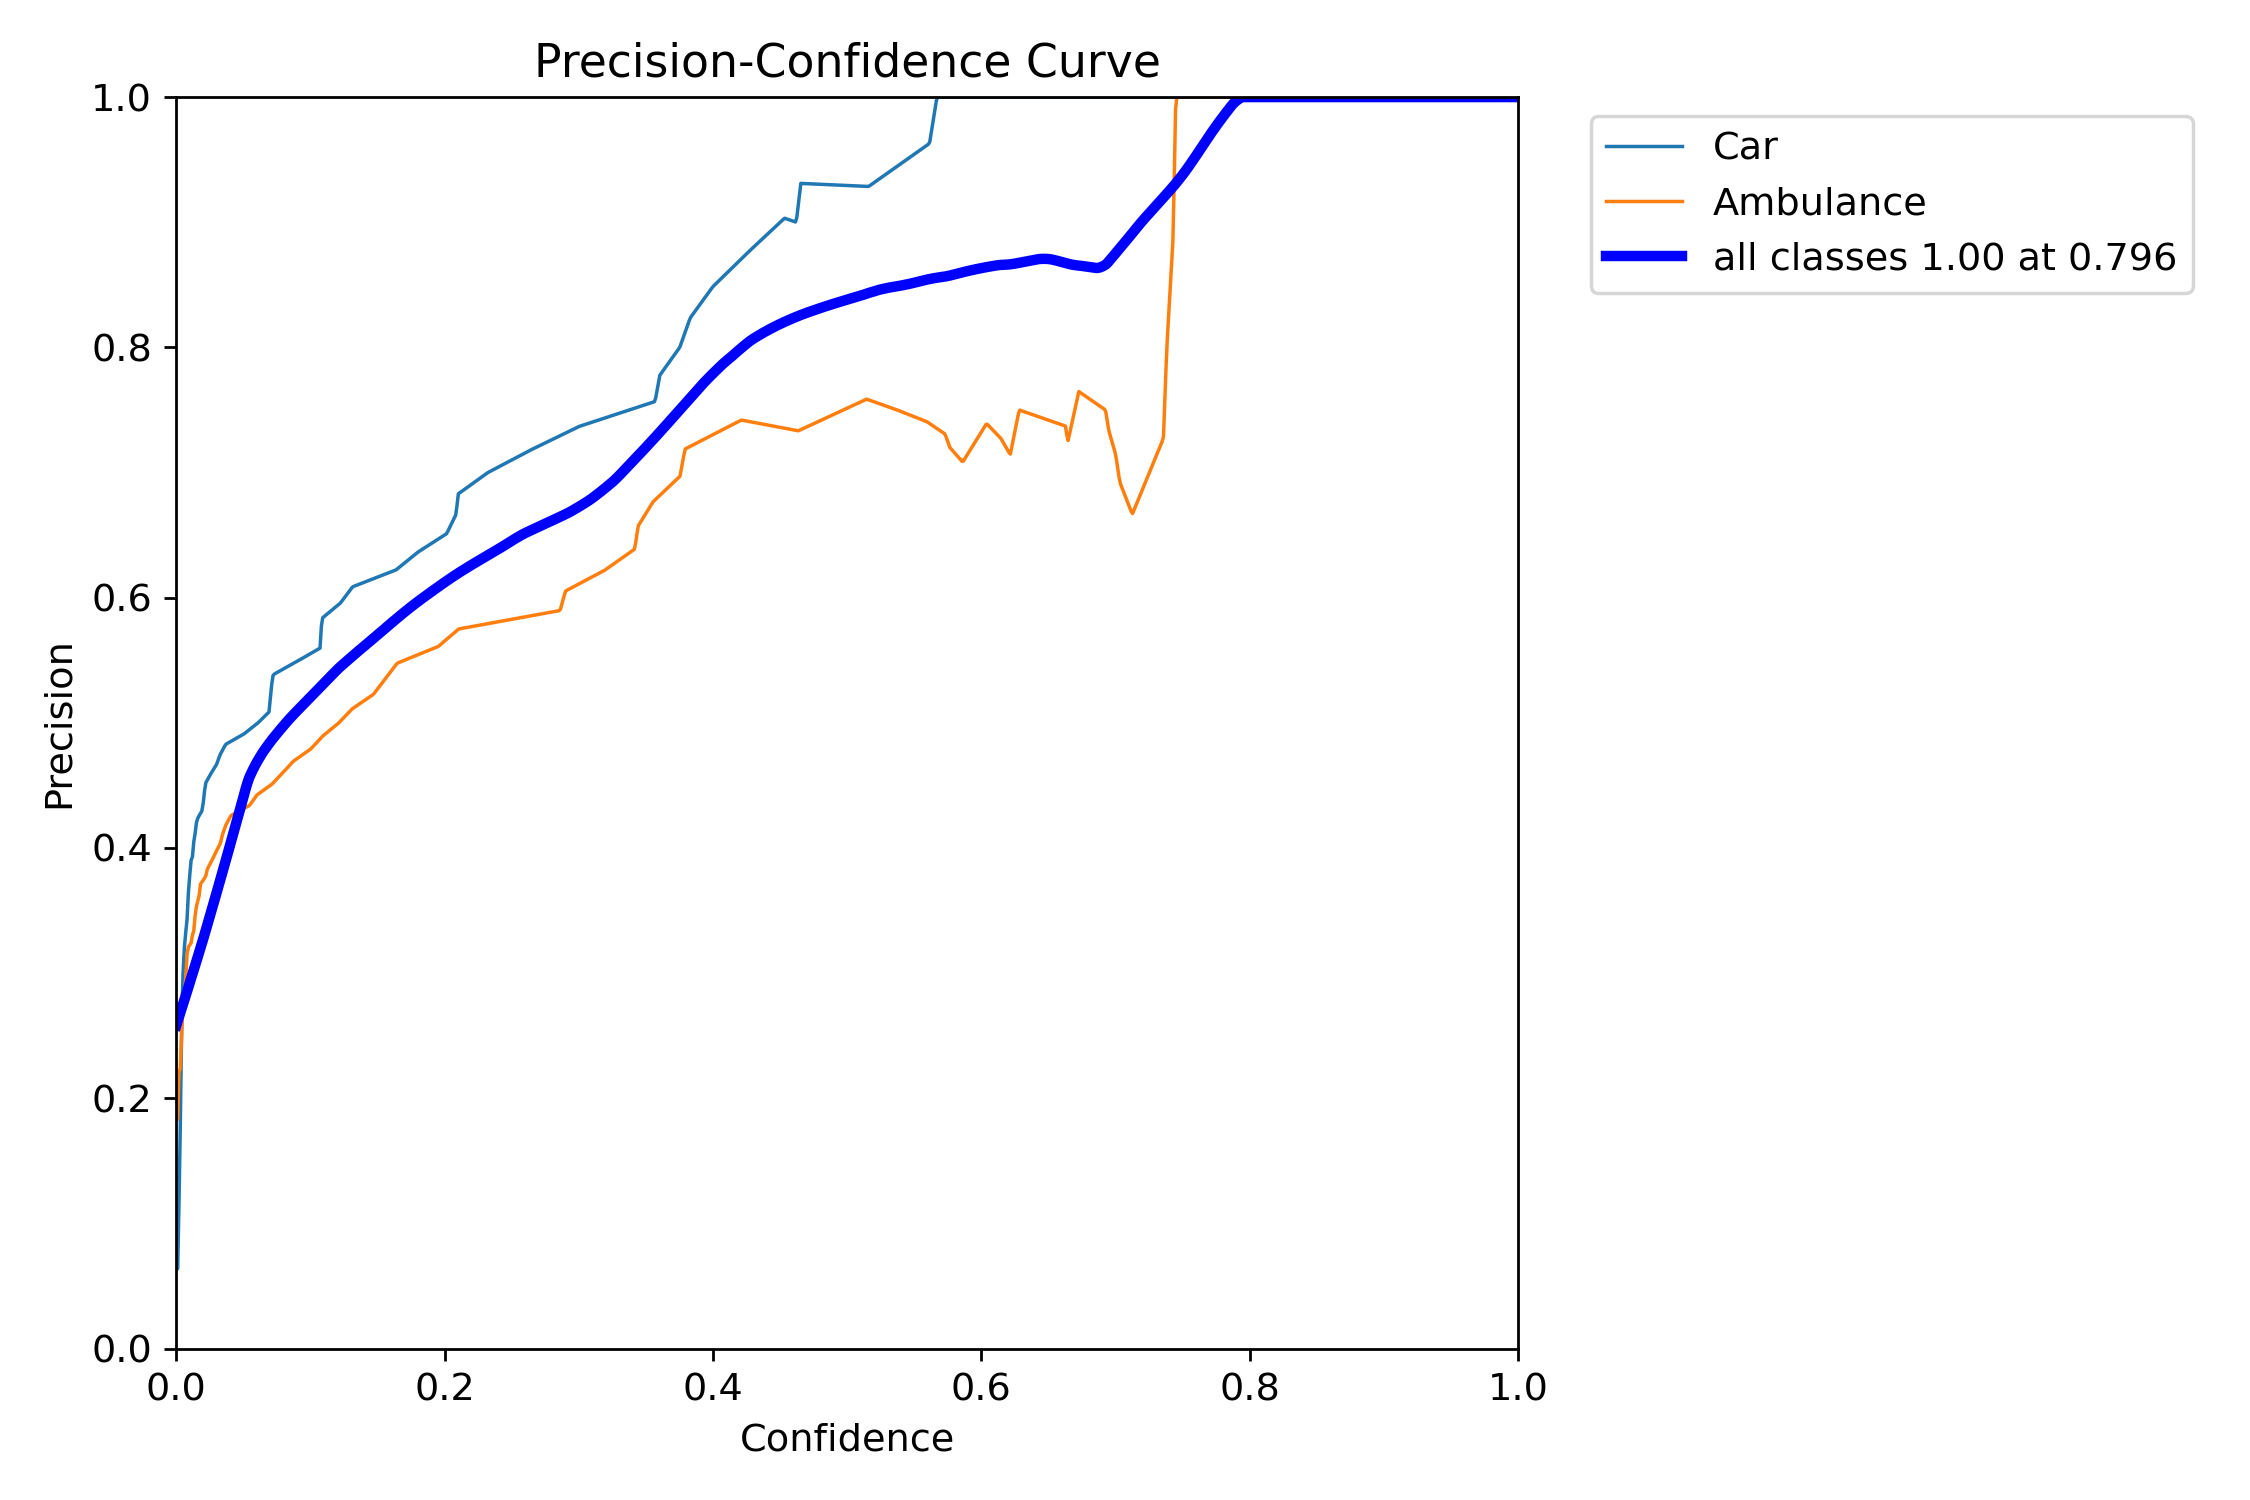 Precision-Confidence Curve
1.0
0.8
0.6
0.4
0.2
0.0
Precision
0.0 0.2 0.4 0.6 0.8 1.0
Confidence
Car
Ambulance
all classes 1.00 at 0.796